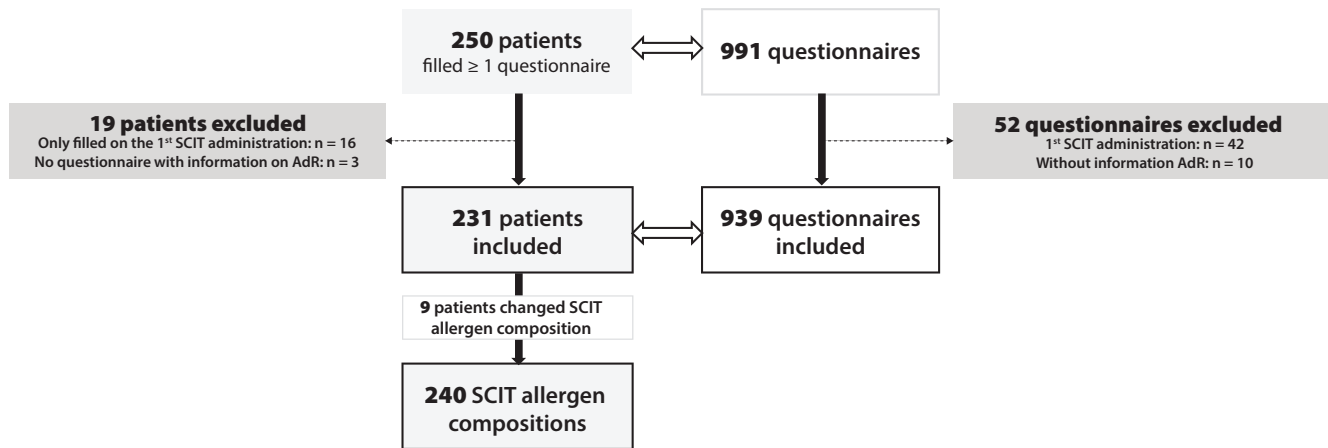 250 patients
filled ≥ 1 questionnaire
991 questionnaires
19 patients excluded
Only filled on the 1st SCIT administration: n = 16
No questionnaire with information on AdR: n = 3
52 questionnaires excluded
1st SCIT administration: n = 42
Without information AdR: n = 10
231 patients
included
939 questionnaires
included
9 patients changed SCIT
allergen composition
240 SCIT allergen
compositions